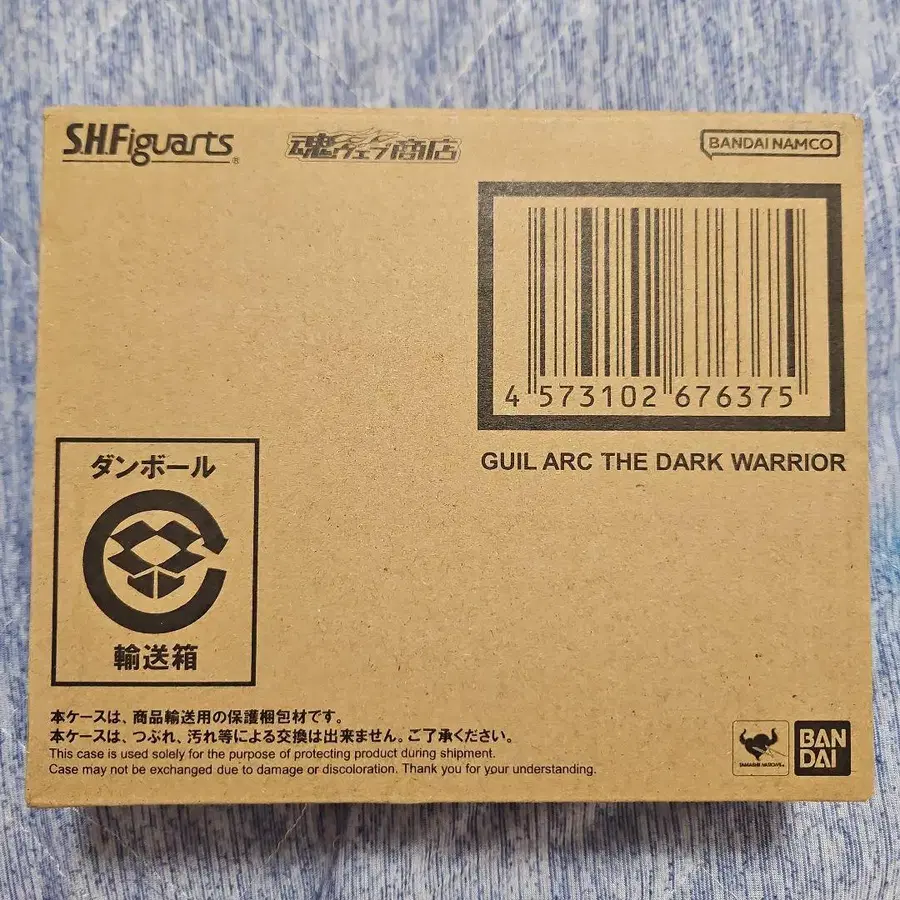 S.H.Figuarts®
魂ウェブ商店
BANDAI NAMCO
4 573102 676375
GUIL ARC THE DARK WARRIOR
ダンボール
輸送箱
本ケースは、商品輸送用の保護梱包材です。
本ケースは、つぶれ、汚れ等による交換は出来ません。ご了承ください。
This case is used solely for the purpose of protecting product during shipment.
Case may not be exchanged due to damage or discoloration. Thank you for your understanding.
TAMASHII NATIONS
BAN
DAI